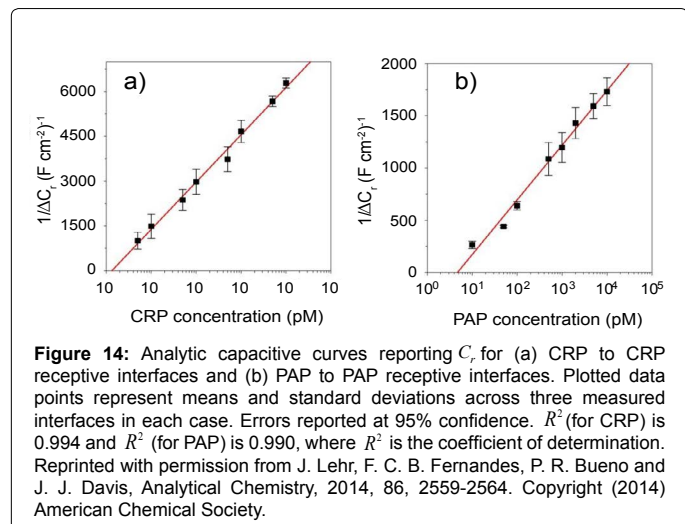 a)
6000
4500
3000
1500
0
1/ΔCᵣ (F cm⁻²)⁻¹
10 10 10 10 10 10
CRP concentration (pM)
b)
2000
1500
1000
500
0
1/ΔCᵣ (F cm⁻²)⁻¹
10⁰ 10¹ 10² 10³ 10⁴ 10⁵
PAP concentration (pM)
Figure 14: Analytic capacitive curves reporting Cᵣ for (a) CRP to CRP
receptive interfaces and (b) PAP to PAP receptive interfaces. Plotted data
points represent means and standard deviations across three measured
interfaces in each case. Errors reported at 95% confidence. R² (for CRP) is
0.994 and R² (for PAP) is 0.990, where R² is the coefficient of determination.
Reprinted with permission from J. Lehr, F. C. B. Fernandes, P. R. Bueno and
J. J. Davis, Analytical Chemistry, 2014, 86, 2559-2564. Copyright (2014)
American Chemical Society.